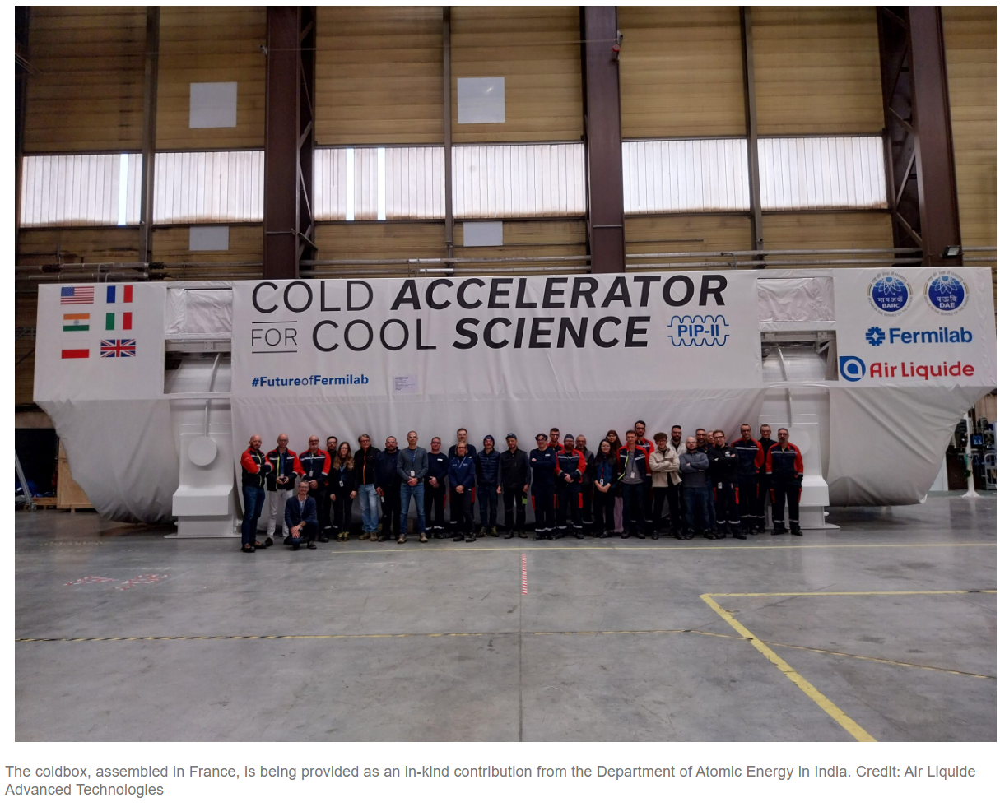 COLD ACCELERATOR
FOR COOL SCIENCE
PIP-II
#FutureofFermilab
भापअकें
BARC
पऊवि
DAE
Fermilab
Air Liquide
The coldbox, assembled in France, is being provided as an in-kind contribution from the Department of Atomic Energy in India. Credit: Air Liquide
Advanced Technologies